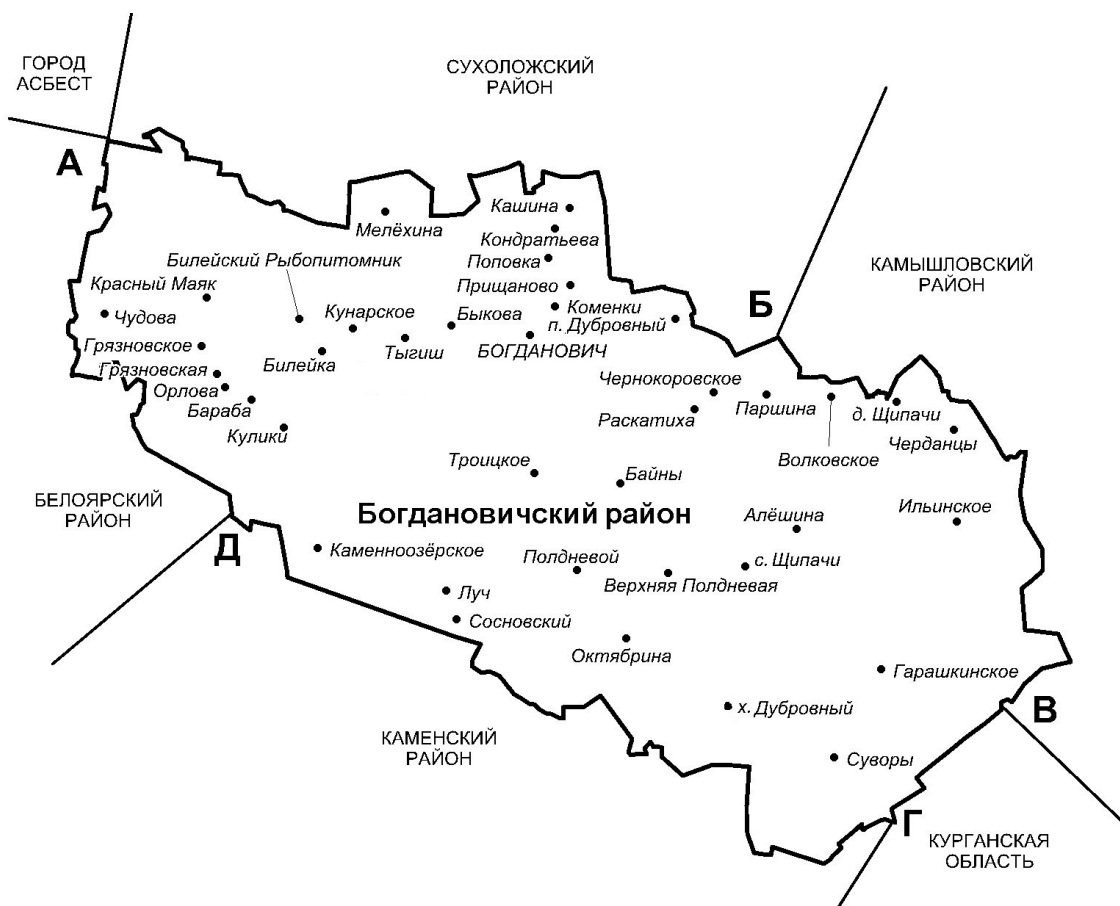 ГОРОД
АСБЕСТ
СУХОЛОЖСКИЙ
РАЙОН
А
Кашина
Мелёхина
Кондратьева
Билейский Рыбопитомник
Поповка
КАМЫШЛОВСКИЙ
РАЙОН
Красный Маяк
Прищаново
Б
Чудова
Кунарское
Быкова
Коменки
п. Дубровный
Грязновское
Билейка
Тыгиш
БОГДАНОВИЧ
Грязновская
Чернокоровское
Орлова
Бараба
Раскатиха
Паршина
д. Щипачи
Кулики
Черданцы
Троицкое
Байны
Волковское
БЕЛОЯРСКИЙ
РАЙОН
Богдановичский район
Алёшина
Ильинское
Д
Каменноозёрское
Полдневой
с. Щипачи
Верхняя Полдневая
Луч
Сосновский
Октябрина
Гарашкинское
х. Дубровный
В
КАМЕНСКИЙ
РАЙОН
Суворы
Г
КУРГАНСКАЯ
ОБЛАСТЬ